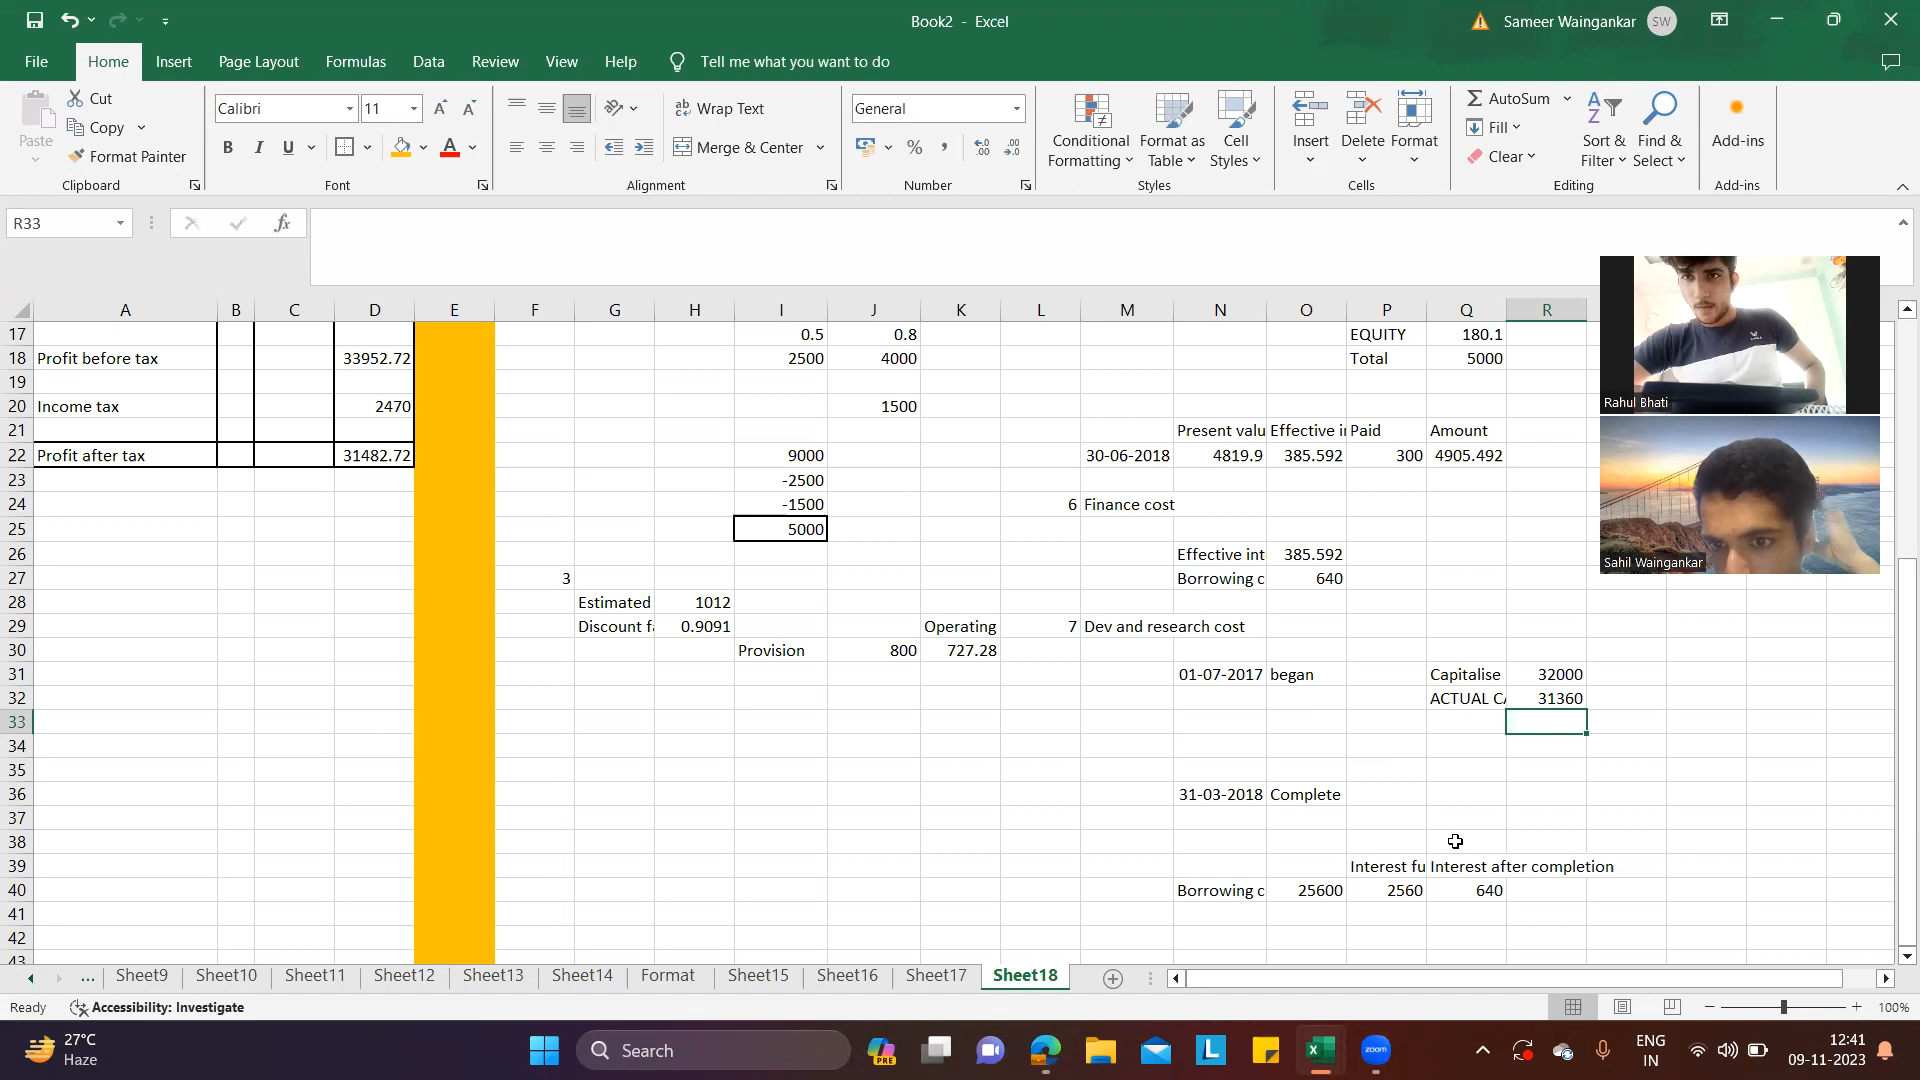 Book2 - Excel
Sameer Waingankar SW
File Home Insert Page Layout Formulas Data Review View Help Tell me what you want to do
Paste
Cut
Copy
Format Painter
Clipboard
Calibri 11
B I U
Font
Wrap Text
Merge & Center
Alignment
General
Number
Conditional Formatting
Format as Table
Cell Styles
Styles
Insert Delete Format
Cells
AutoSum
Fill
Clear
Sort & Filter
Find & Select
Editing
Add-ins
Add-ins
R33
fx
A B C D E F G H I J K L M N O P Q R
17 0.5 0.8 EQUITY 180.1
18 Profit before tax 33952.72 2500 4000 Total 5000
19
20 Income tax 2470 1500
21 Present valu Effective i Paid Amount
22 Profit after tax 31482.72 9000 30-06-2018 4819.9 385.592 300 4905.492
23 -2500
24 -1500 6 Finance cost
25 5000
26 Effective int 385.592
27 3 Borrowing c 640
28 Estimated 1012
29 Discount fa 0.9091 Operating 7 Dev and research cost
30 Provision 800 727.28
31 01-07-2017 began Capitalise 32000
32 ACTUAL CA 31360
33
34
35
36 31-03-2018 Complete
37
38
39 Interest fu Interest after completion
40 Borrowing c 25600 2560 640
41
42
43
Rahul Bhati
Sahil Waingankar
... Sheet9 Sheet10 Sheet11 Sheet12 Sheet13 Sheet14 Format Sheet15 Sheet16 Sheet17 Sheet18
Ready Accessibility: Investigate 100%
27°C
Haze
Search
PRE
L
zoom
ENG
IN
12:41
09-11-2023